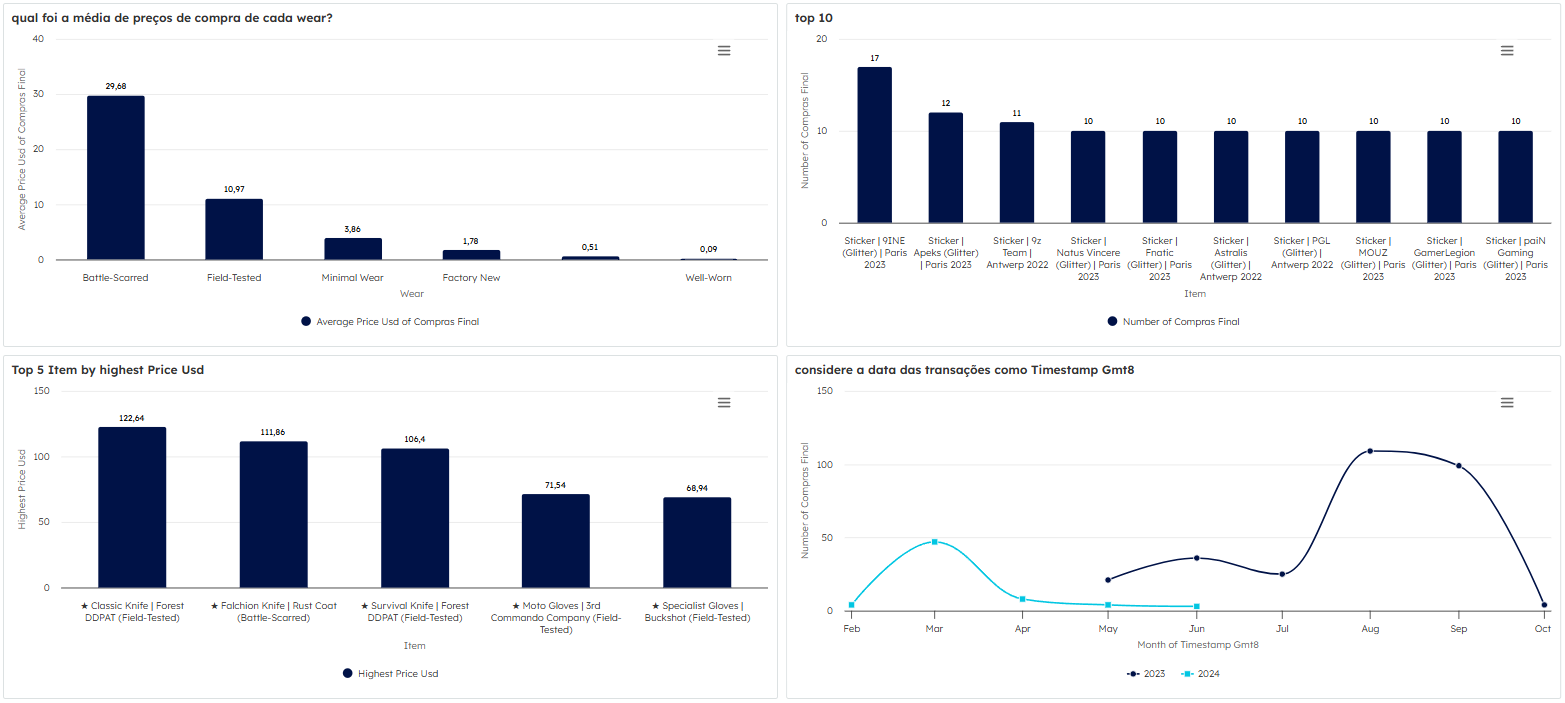 qual foi a média de preços de compra de cada wear?
40
30
20
10
0
Average Price Usd of Compras Final
29,68
10,97
3,86
1,78
0,51
0,09
Battle-Scarred
Field-Tested
Minimal Wear
Factory New
Well-Worn
Wear
Average Price Usd of Compras Final
top 10
20
10
0
Number of Compras Final
17
12
11
10
10
10
10
10
10
10
Sticker | 9INE
(Glitter) | Paris
2023
Sticker |
Apeks (Glitter)
| Paris 2023
Sticker | 9z
Team |
Antwerp 2022
Sticker |
Natus Vincere
(Glitter) | Paris
2023
Sticker |
Fnatic
(Glitter) | Paris
2023
Sticker |
Astralis
(Glitter) |
Antwerp 2022
Sticker | PGL
(Glitter) |
Antwerp 2022
Sticker |
MOUZ
(Glitter) | Paris
2023
Sticker |
GamerLegion
(Glitter) | Paris
2023
Sticker | paiN
Gaming
(Glitter) | Paris
2023
Item
Number of Compras Final
Top 5 Item by highest Price Usd
150
100
50
0
Highest Price Usd
122,64
111,86
106,4
71,54
68,94
★ Classic Knife | Forest
DDPAT (Field-Tested)
★ Falchion Knife | Rust Coat
(Battle-Scarred)
★ Survival Knife | Forest
DDPAT (Field-Tested)
★ Moto Gloves | 3rd
Commando Company (Field-
Tested)
★ Specialist Gloves |
Buckshot (Field-Tested)
Item
Highest Price Usd
considere a data das transações como Timestamp Gmt8
150
100
50
0
Number of Compras Final
Feb
Mar
Apr
May
Jun
Jul
Aug
Sep
Oct
Month of Timestamp Gmt8
2023
2024